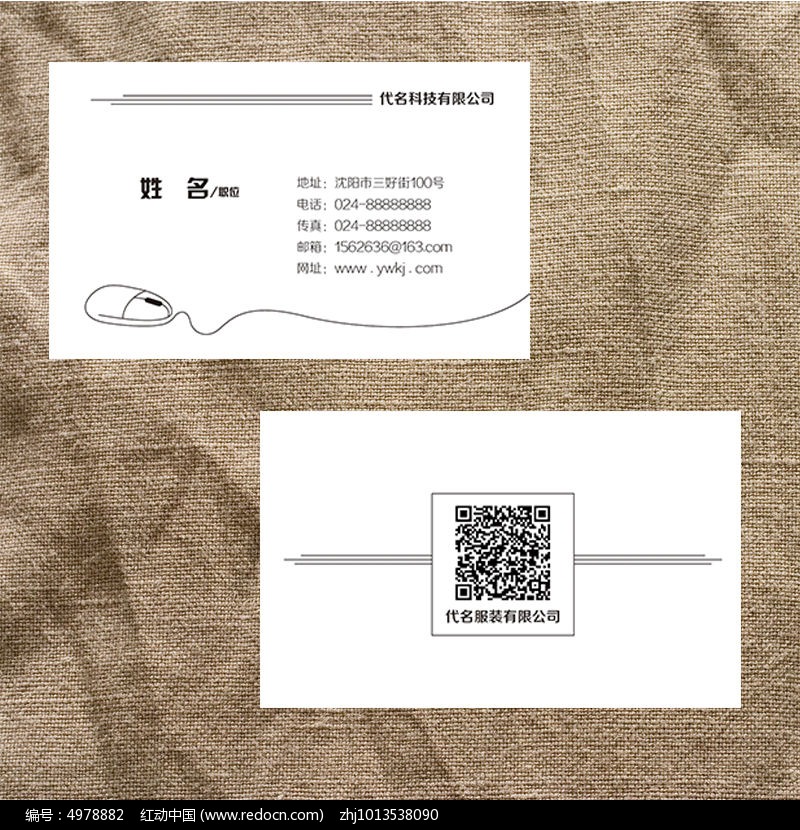 代名科技有限公司
姓 名/职位
地址：沈阳市三好街100号
电话：024-88888888
传真：024-88888888
邮箱：1562636@163.com
网址：www.ywkj.com
代名服装有限公司
编号：4978882 红动中国 (www.redocn.com) zhj1013538090